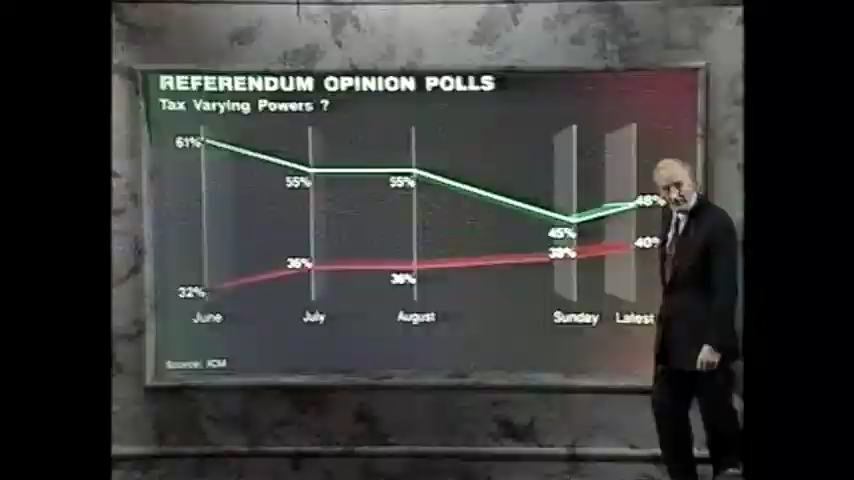 REFERENDUM OPINION POLLS
Tax Varying Powers ?
61%
55%
55%
48%
45%
39%
40%
36%
36%
32%
June
July
August
Sunday
Latest
Source: ICM